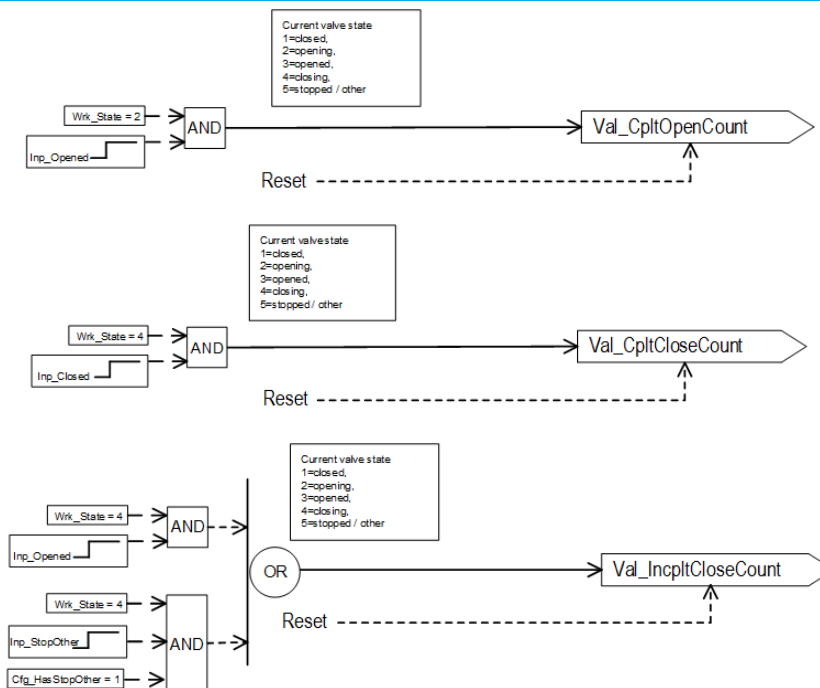 Current valve state
1=closed,
2=opening,
3=opened,
4=closing,
5=stopped / other
Wrk_State = 2
AND
Val_CpltOpenCount
Inp_Opened
Reset
Current valve state
1=closed,
2=opening,
3=opened,
4=closing,
5=stopped / other
Wrk_State = 4
AND
Val_CpltCloseCount
Inp_Closed
Reset
Current valve state
1=closed,
2=opening,
3=opened,
4=closing,
5=stopped / other
Wrk_State = 4
AND
Inp_Opened
OR
Val_IncpltCloseCount
Wrk_State = 4
Reset
Inp_StopOther
AND
Cfg_HasStopOther = 1